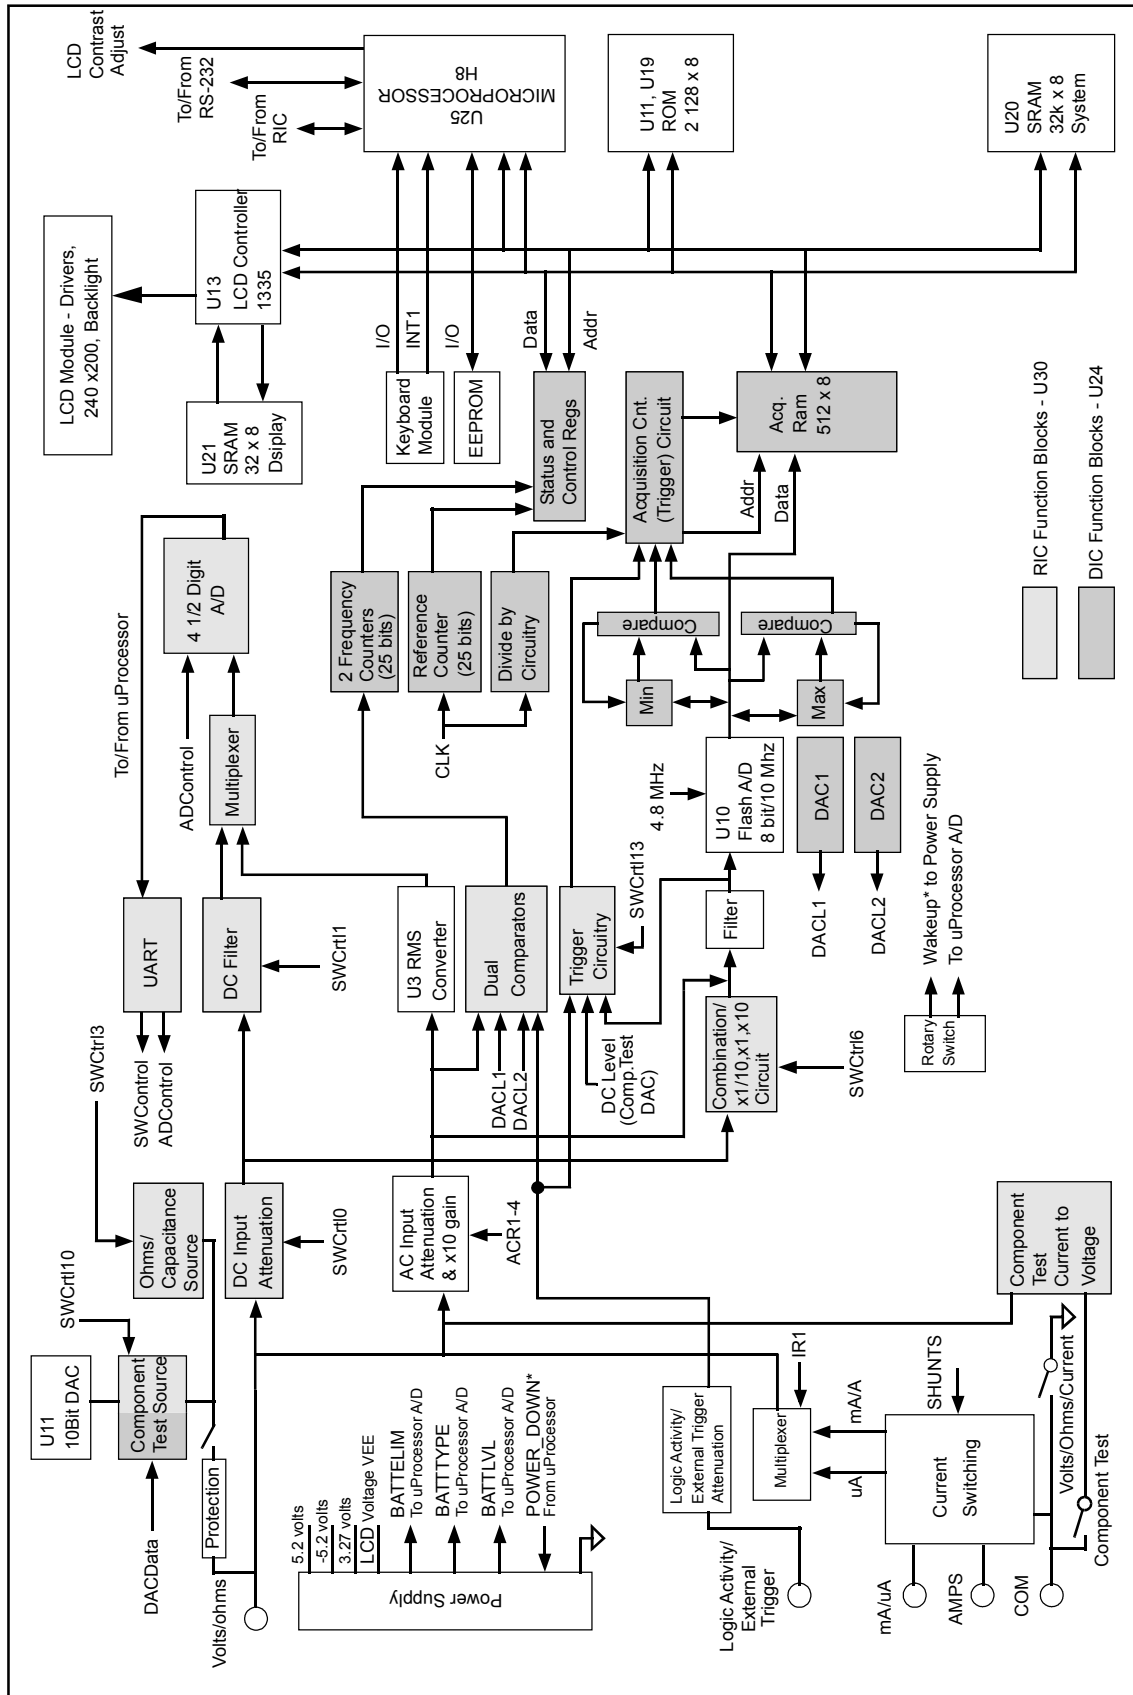 U11
10Bit DAC
SWCrtl10
SWCtrl3
DACData
Component
Test Source
Ohms/
Capacitance
Source
Protection
Volts/ohms
SWControl
ADControl
UART
To/From uProcessor
ADControl
4 1/2 Digit
A/D
DC Input
Attenuation
SWCrtl0
DC Filter
SWCrtl1
Multiplexer
LCD Module - Drivers,
240 x200, Backlight
U21
SRAM
32 x 8
Dsiplay
U13
LCD Controller
1335
LCD
Contrast
Adjust
To/From
RS-232
To/From
RIC
U25
MICROPROCESSOR
H8
Power Supply
5.2 volts
-5.2 volts
3.27 volts
LCD Voltage VEE
BATTELIM
To uProcessor A/D
BATTTYPE
To uProcessor A/D
BATTLVL
To uProcessor A/D
POWER_DOWN*
From uProcessor
AC Input
Attenuation
& x10 gain
ACR1-4
U3 RMS
Converter
DACL1
DACL2
Dual
Comparators
2 Frequency
Counters
(25 bits)
Reference
Counter
(25 bits)
CLK
Divide by
Circuitry
Keyboard
Module
I/O
INT1
EEPROM
I/O
Status and
Control Regs
Data
Addr
U11, U19
ROM
2 128 x 8
DC Level
(Comp.Test
DAC)
Trigger
Circuitry
SWCrtl13
4.8 MHz
Min
Compare
Acquisition Cnt.
(Trigger) Circuit
Logic Activity/
External
Trigger
Logic Activity/
External Trigger
Attenuation
Combination/
x1/10,x1,x10
Circuit
SWCtrl6
Filter
U10
Flash A/D
8 bit/10 Mhz
Max
Compare
Addr
Data
Acq.
Ram
512 x 8
Multiplexer
IR1
uA
mA/A
DAC1
DACL1
DAC2
DACL2
mA/uA
AMPS
COM
Current
Switching
SHUNTS
Rotary
Switch
Wakeup* to Power Supply
To uProcessor A/D
U20
SRAM
32k x 8
System
Volts/Ohms/Current
Component Test
Component
Test
Current to
Voltage
RIC Function Blocks - U30
DIC Function Blocks - U24